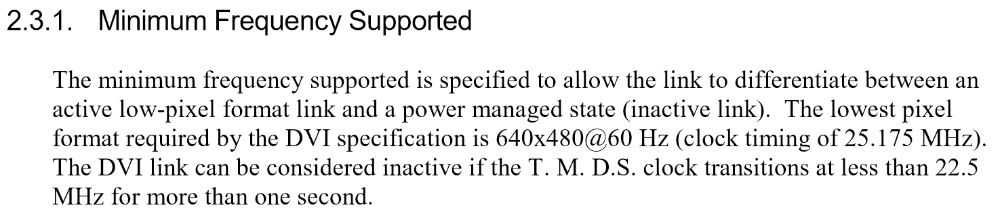 2.3.1. Minimum Frequency Supported
The minimum frequency supported is specified to allow the link to differentiate between an
active low-pixel format link and a power managed state (inactive link).  The lowest pixel
format required by the DVI specification is 640x480@60 Hz (clock timing of 25.175 MHz).
The DVI link can be considered inactive if the T. M. D.S. clock transitions at less than 22.5
MHz for more than one second.